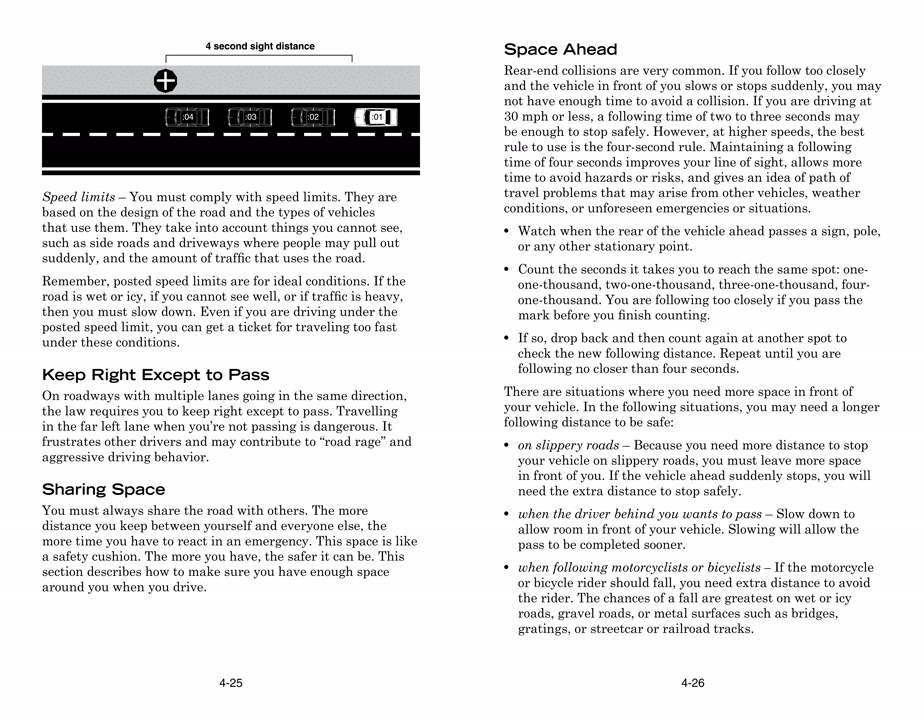 4 second sight distance
:04 :03 :02 :01
Speed limits – You must comply with speed limits. They are
based on the design of the road and the types of vehicles
that use them. They take into account things you cannot see,
such as side roads and driveways where people may pull out
suddenly, and the amount of traffic that uses the road.
Remember, posted speed limits are for ideal conditions. If the
road is wet or icy, if you cannot see well, or if traffic is heavy,
then you must slow down. Even if you are driving under the
posted speed limit, you can get a ticket for traveling too fast
under these conditions.
Keep Right Except to Pass
On roadways with multiple lanes going in the same direction,
the law requires you to keep right except to pass. Travelling
in the far left lane when you’re not passing is dangerous. It
frustrates other drivers and may contribute to “road rage” and
aggressive driving behavior.
Sharing Space
You must always share the road with others. The more
distance you keep between yourself and everyone else, the
more time you have to react in an emergency. This space is like
a safety cushion. The more you have, the safer it can be. This
section describes how to make sure you have enough space
around you when you drive.
4-25
Space Ahead
Rear-end collisions are very common. If you follow too closely
and the vehicle in front of you slows or stops suddenly, you may
not have enough time to avoid a collision. If you are driving at
30 mph or less, a following time of two to three seconds may
be enough to stop safely. However, at higher speeds, the best
rule to use is the four-second rule. Maintaining a following
time of four seconds improves your line of sight, allows more
time to avoid hazards or risks, and gives an idea of path of
travel problems that may arise from other vehicles, weather
conditions, or unforeseen emergencies or situations.
• Watch when the rear of the vehicle ahead passes a sign, pole,
or any other stationary point.
• Count the seconds it takes you to reach the same spot: one-
one-thousand, two-one-thousand, three-one-thousand, four-
one-thousand. You are following too closely if you pass the
mark before you finish counting.
• If so, drop back and then count again at another spot to
check the new following distance. Repeat until you are
following no closer than four seconds.
There are situations where you need more space in front of
your vehicle. In the following situations, you may need a longer
following distance to be safe:
• on slippery roads – Because you need more distance to stop
your vehicle on slippery roads, you must leave more space
in front of you. If the vehicle ahead suddenly stops, you will
need the extra distance to stop safely.
• when the driver behind you wants to pass – Slow down to
allow room in front of your vehicle. Slowing will allow the
pass to be completed sooner.
• when following motorcyclists or bicyclists – If the motorcycle
or bicycle rider should fall, you need extra distance to avoid
the rider. The chances of a fall are greatest on wet or icy
roads, gravel roads, or metal surfaces such as bridges,
gratings, or streetcar or railroad tracks.
4-26